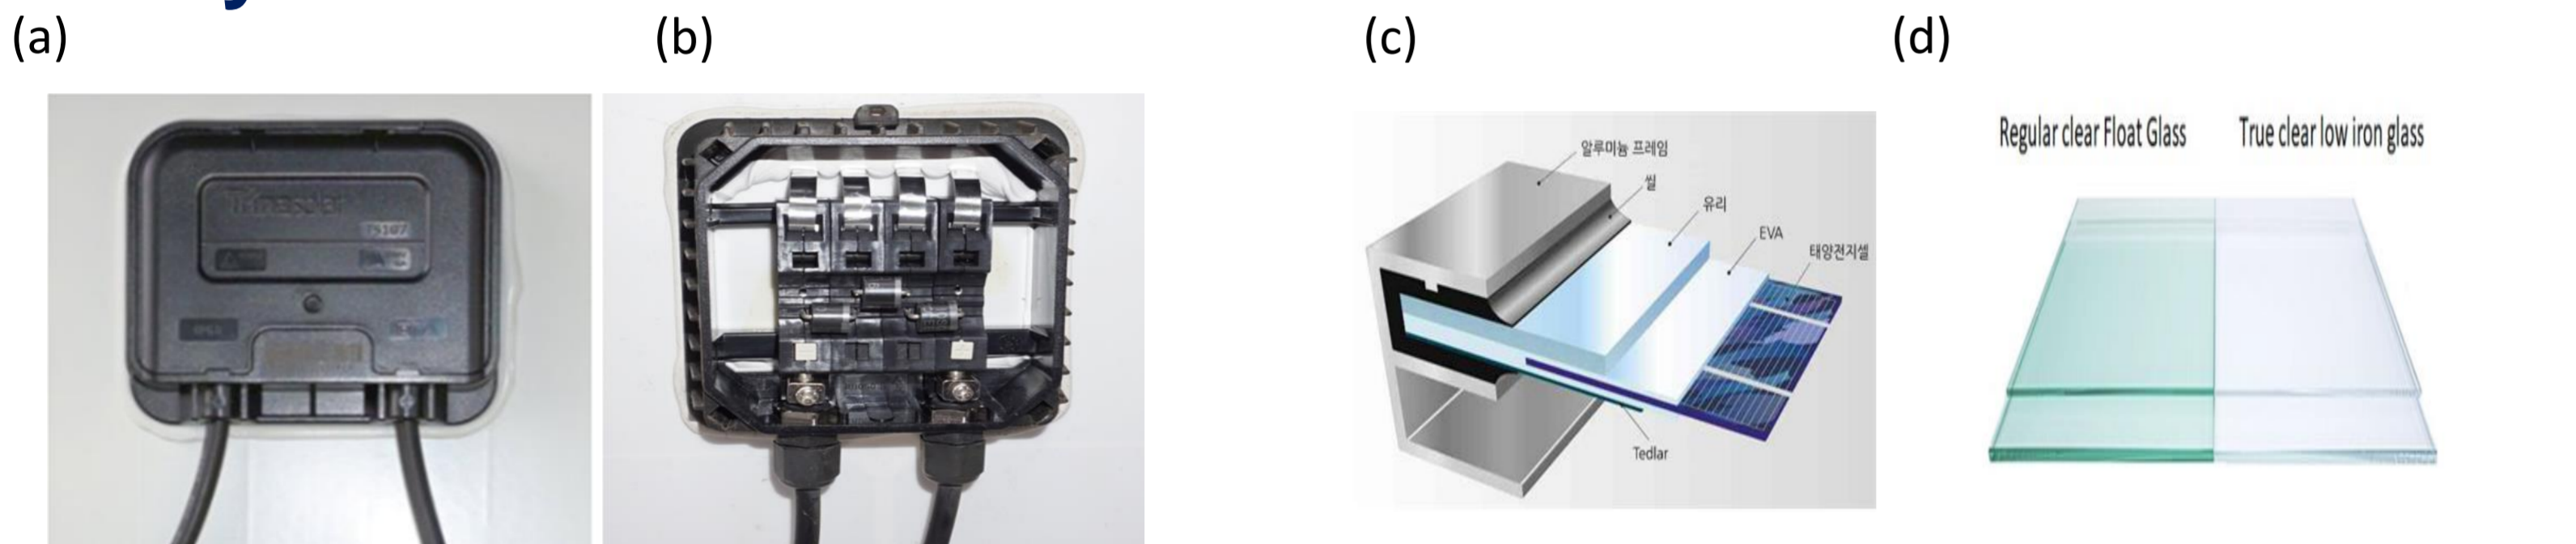 (a)
(b)
(c)
(d)
Trinasolar
알루미늄 프레임
씰
유리
EVA
태양전지셀
Tedlar
Regular clear Float Glass
True clear low iron glass